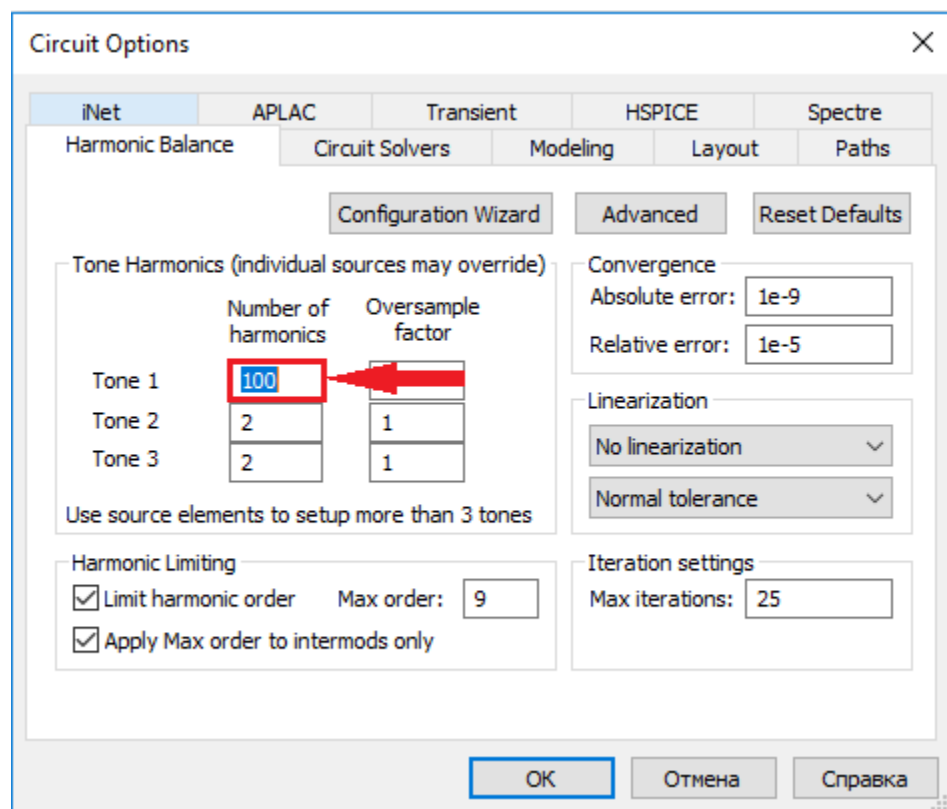 Circuit Options
iNet APLAC Transient HSPICE Spectre
Harmonic Balance Circuit Solvers Modeling Layout Paths
Configuration Wizard Advanced Reset Defaults
Tone Harmonics (individual sources may override)
Number of harmonics Oversample factor
Tone 1 100
Tone 2 2 1
Tone 3 2 1
Use source elements to setup more than 3 tones
Convergence
Absolute error: 1e-9
Relative error: 1e-5
Linearization
No linearization
Normal tolerance
Harmonic Limiting
Limit harmonic order Max order: 9
Apply Max order to intermods only
Iteration settings
Max iterations: 25
OK Отмена Справка